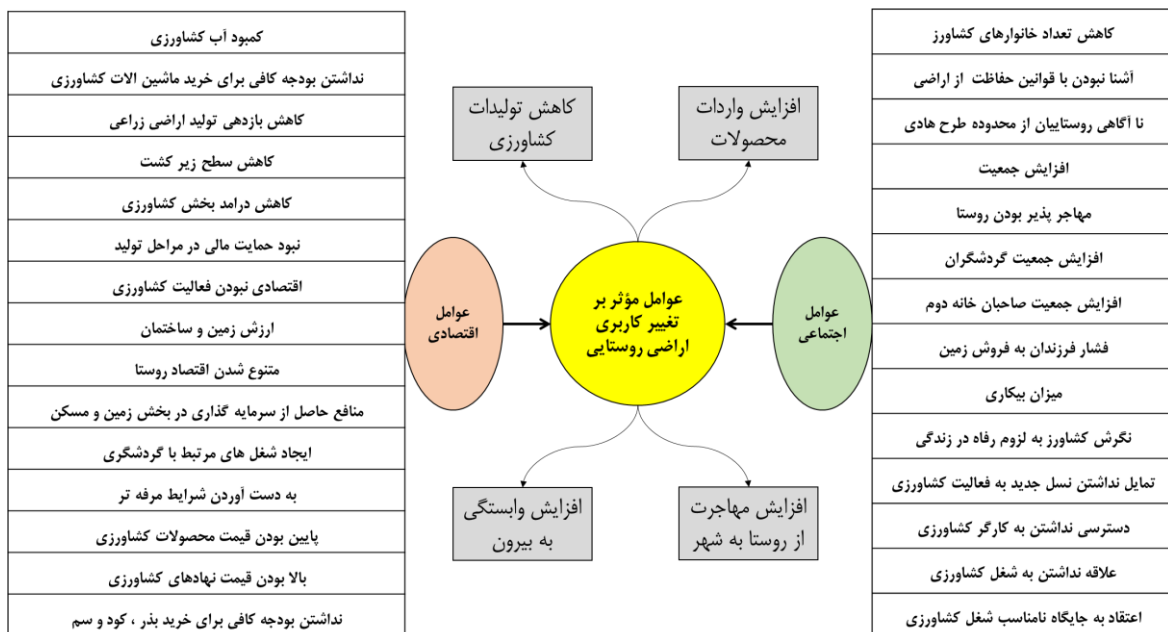 کاهش تعداد خانوارهای کشاورز
آشنا نبودن با قوانین حفاظت از اراضی
نا آگاهی روستاییان از محدوده طرح هادی
افزایش جمعیت
مهاجر پذیر بودن روستا
افزایش جمعیت گردشگران
افزایش جمعیت صاحبان خانه دوم
فشار فرزندان به فروش زمین
میزان بیکاری
نگرش کشاورز به لزوم رفاه در زندگی
تمایل نداشتن نسل جدید به فعالیت کشاورزی
دسترسی نداشتن به کارگر کشاورزی
علاقه نداشتن به شغل کشاورزی
اعتقاد به جایگاه نامناسب شغل کشاورزی
عوامل
اجتماعی
افزایش واردات
محصولات
کاهش تولیدات
کشاورزی
عوامل مؤثر بر
تغییر کاربری
اراضی روستایی
افزایش مهاجرت
از روستا به شهر
افزایش وابستگی
به بیرون
عوامل
اقتصادی
کمبود آب کشاورزی
نداشتن بودجه کافی برای خرید ماشین الات کشاورزی
کاهش بازدهی تولید اراضی زراعی
کاهش سطح زیر کشت
کاهش درامد بخش کشاورزی
نبود حمایت مالی در مراحل تولید
اقتصادی نبودن فعالیت کشاورزی
ارزش زمین و ساختمان
متنوع شدن اقتصاد روستا
منافع حاصل از سرمایه گذاری در بخش زمین و مسکن
ایجاد شغل های مرتبط با گردشگری
به دست آوردن شرایط مرفه تر
پایین بودن قیمت محصولات کشاورزی
بالا بودن قیمت نهادهای کشاورزی
نداشتن بودجه کافی برای خرید بذر ، کود و سم